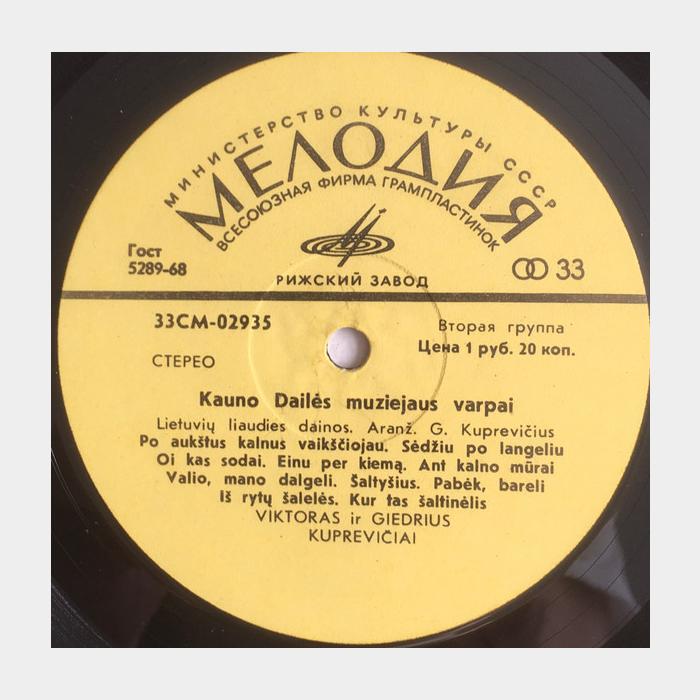 МИНИСТЕРСТВО КУЛЬТУРЫ СССР
МЕЛОДИЯ
ВСЕСОЮЗНАЯ ФИРМА ГРАМПЛАСТИНОК
Гост
5289-68
33
РИЖСКИЙ ЗАВОД
33СМ-02935
Вторая группа
Цена 1 руб. 20 коп.
СТЕРЕО
Kauno Dailės muziejaus varpai
Lietuvių liaudies dainos. Aranž. G. Kuprevičius
Po aukštus kalnus vaikščiojau. Sėdžiu po langeliu
Oi kas sodai. Einu per kiemą. Ant kalno mūrai
Valio, mano dalgeli. Šaltyšius. Pabėk, bareli
Iš rytų šalelės. Kur tas šaltinėlis
VIKTORAS ir GIEDRIUS
KUPREVIČIAI